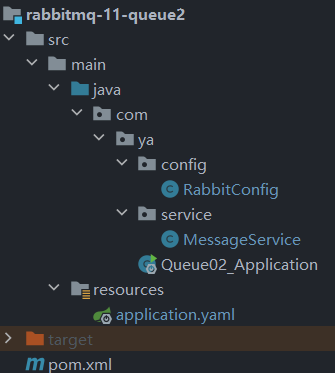 rabbitmq-11-queue2
src
main
java
com
ya
config
RabbitConfig
service
MessageService
Queue02_Application
resources
application.yaml
target
pom.xml